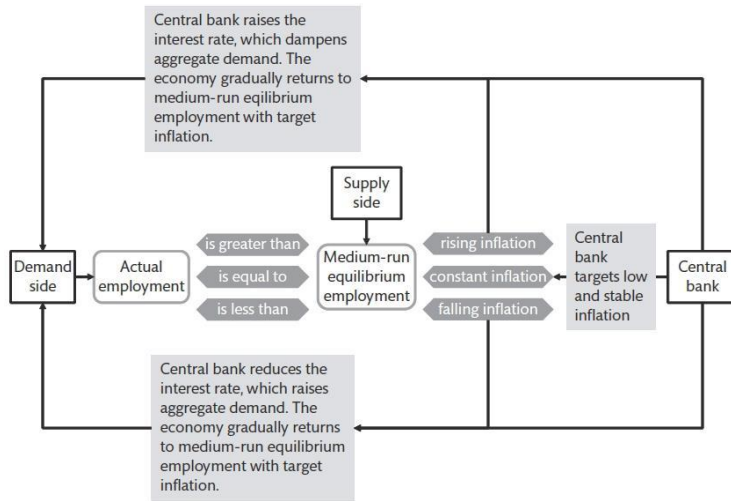 Central bank raises the
interest rate, which dampens
aggregate demand. The
economy gradually returns to
medium-run eqilibrium
employment with target
inflation.
Supply
side
Demand
side
Actual
employment
is greater than
is equal to
is less than
Medium-run
equilibrium
employment
rising inflation
constant inflation
falling inflation
Central
bank
targets low
and stable
inflation
Central
bank
Central bank reduces the
interest rate, which raises
aggregate demand. The
economy gradually returns
to medium-run equilibrium
employment with target
inflation.